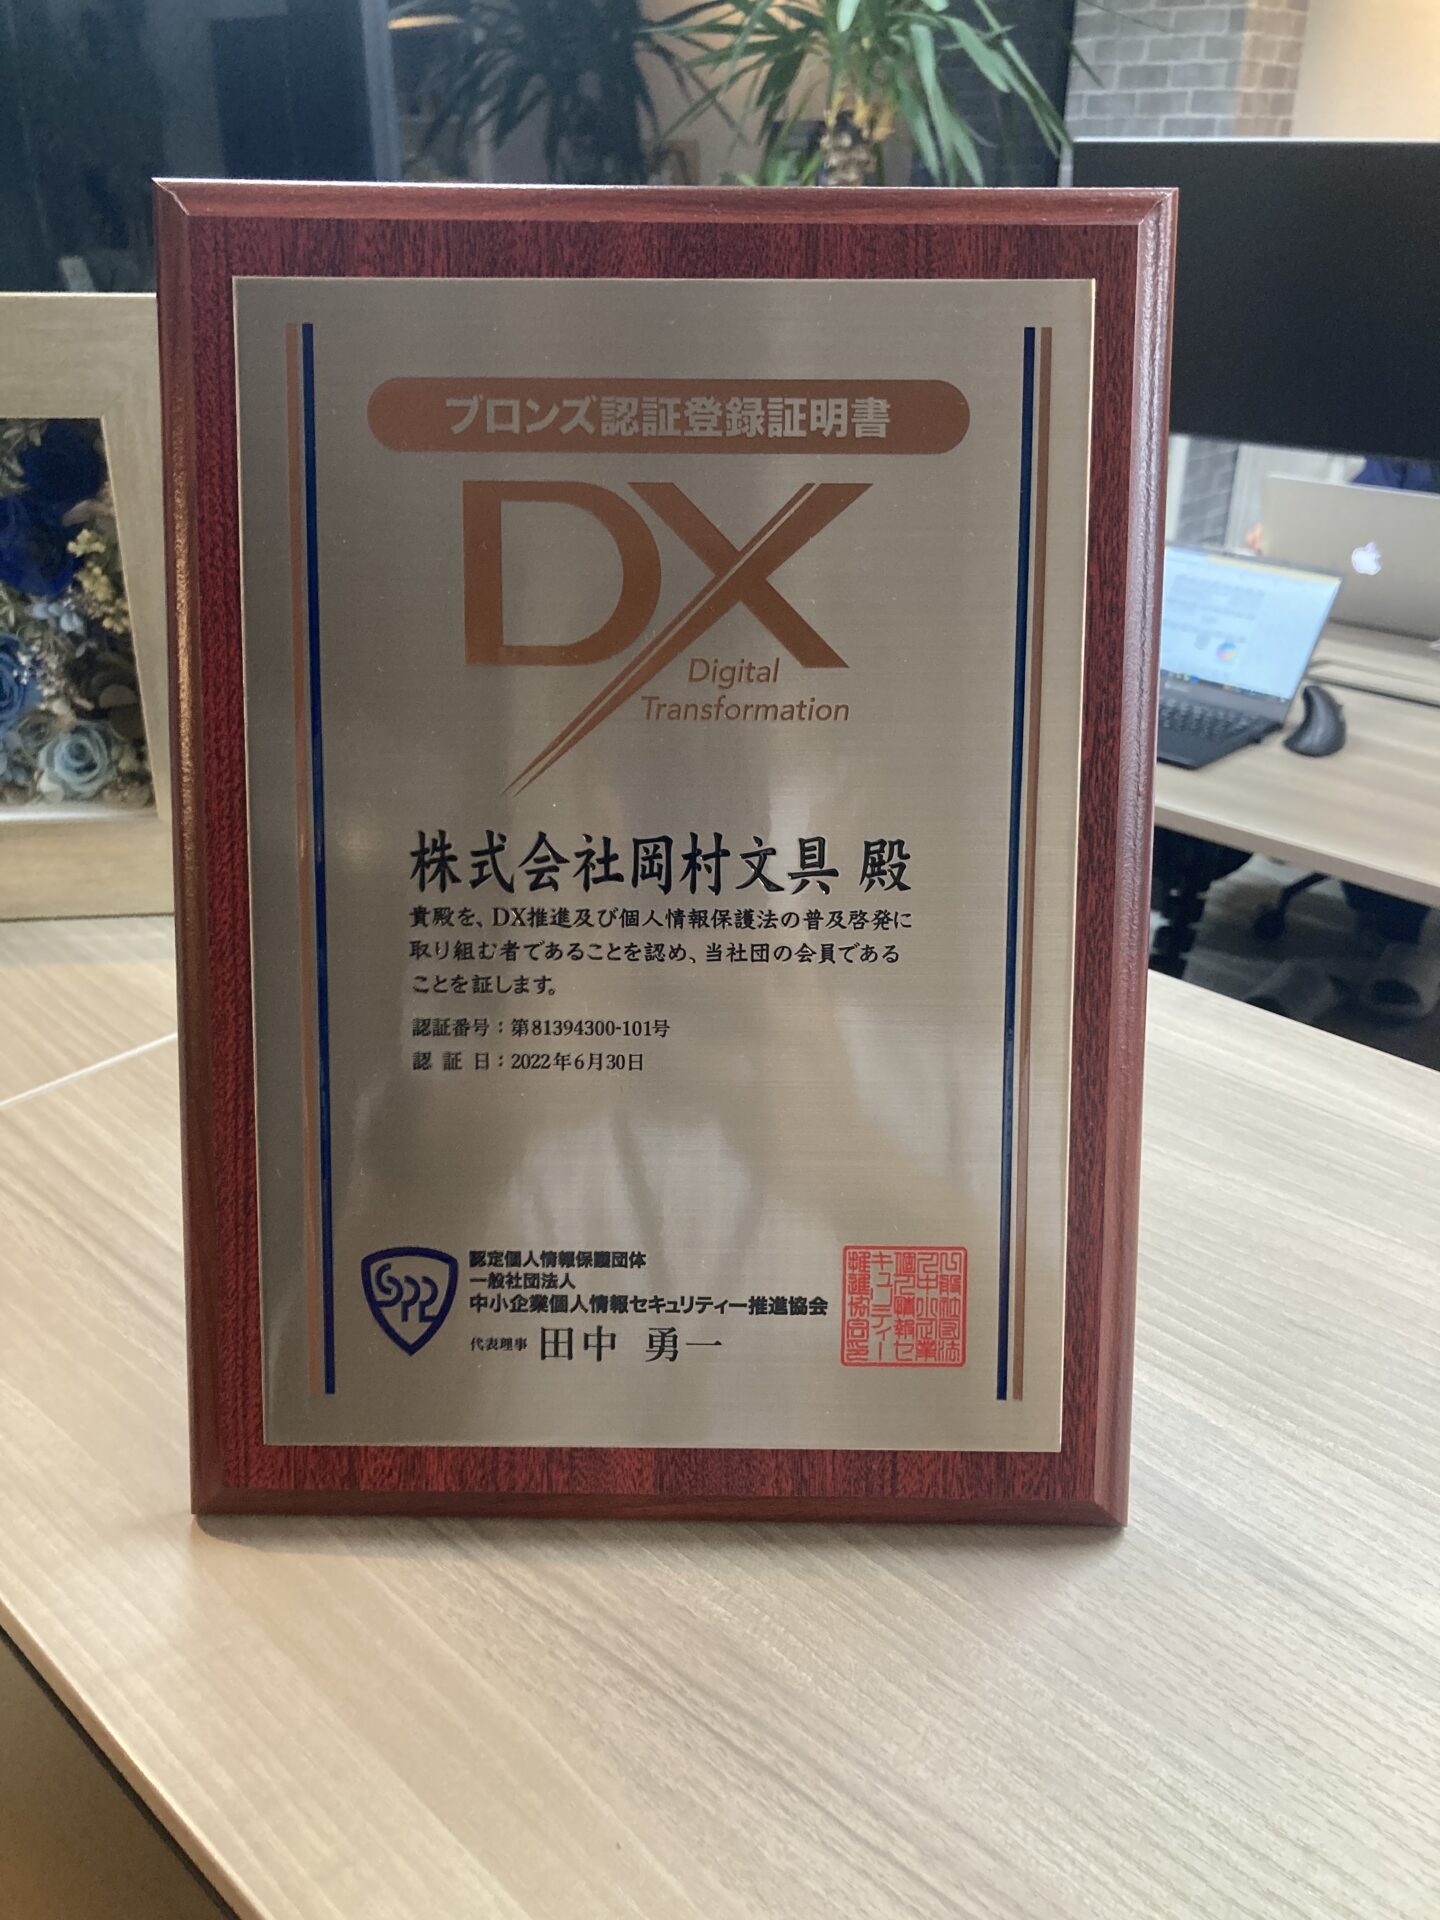 ブロンズ認証登録証明書
DX
Digital
Transformation
株式会社岡村文具 殿
貴殿を、DX推進及び個人情報保護法の普及啓発に
取り組む者であることを認め、当社団の会員である
ことを証します。
認証番号：第81394300-101号
認 証 日：2022年6月30日
SPP
認定個人情報保護団体
一般社団法人
中小企業個人情報セキュリティー推進協会
代表理事 田中 勇一